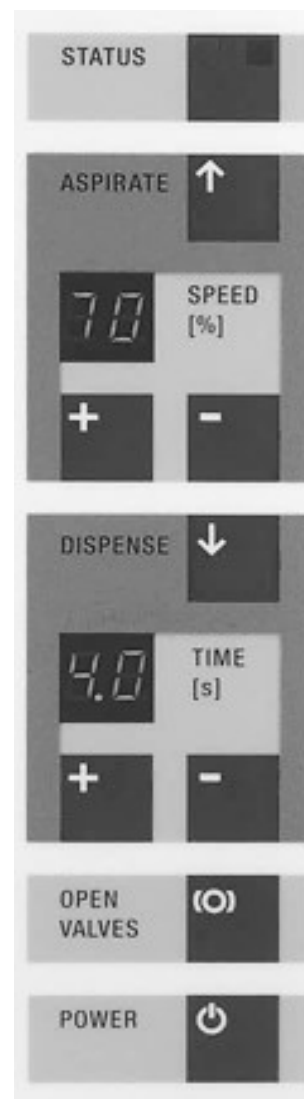 STATUS
ASPIRATE ↑
70
SPEED
[%]
+ -
DISPENSE ↓
4.0
TIME
[s]
+ -
OPEN
VALVES
POWER